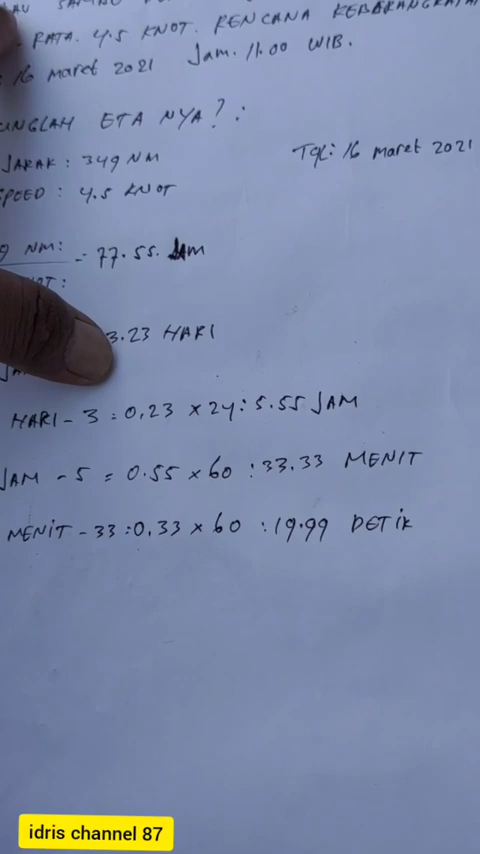 RATA. 4.5 KNOT. RENCANA KEBERANGKATAN
16 maret 2021 Jam. 11.00 WIB.
ETA NYA? :
JARAK : 349 NM
Tgl: 16 maret 2021
SPEED : 4.5 KNOT
NM: = 77.55. JAM
3.23 HARI
HARI - 3 = 0,23 x 24 : 5.55 JAM
JAM - 5 = 0.55 x 60 : 33.33 MENIT
MENIT - 33 : 0,33 x 60 : 19.99 DETIK
idris channel 87